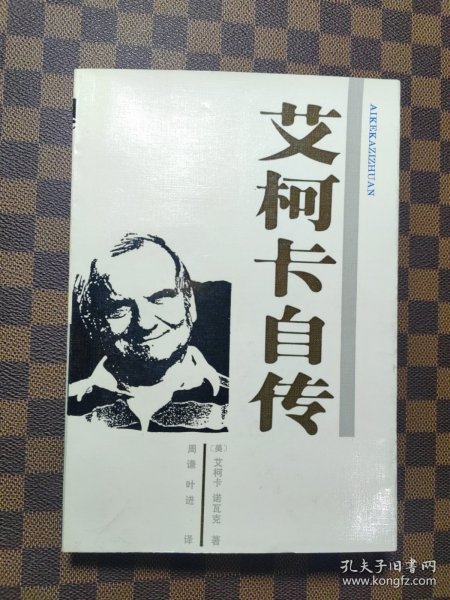 AIKEKAZIZHUAN
艾柯卡自传
〔美〕艾柯卡 诺瓦克 著
周谦 叶进 译
孔夫子旧书网
www.kongfz.com